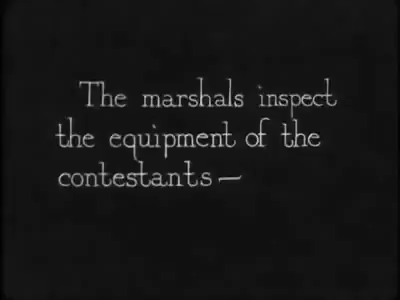 The marshals inspect
the equipment of the
contestants —